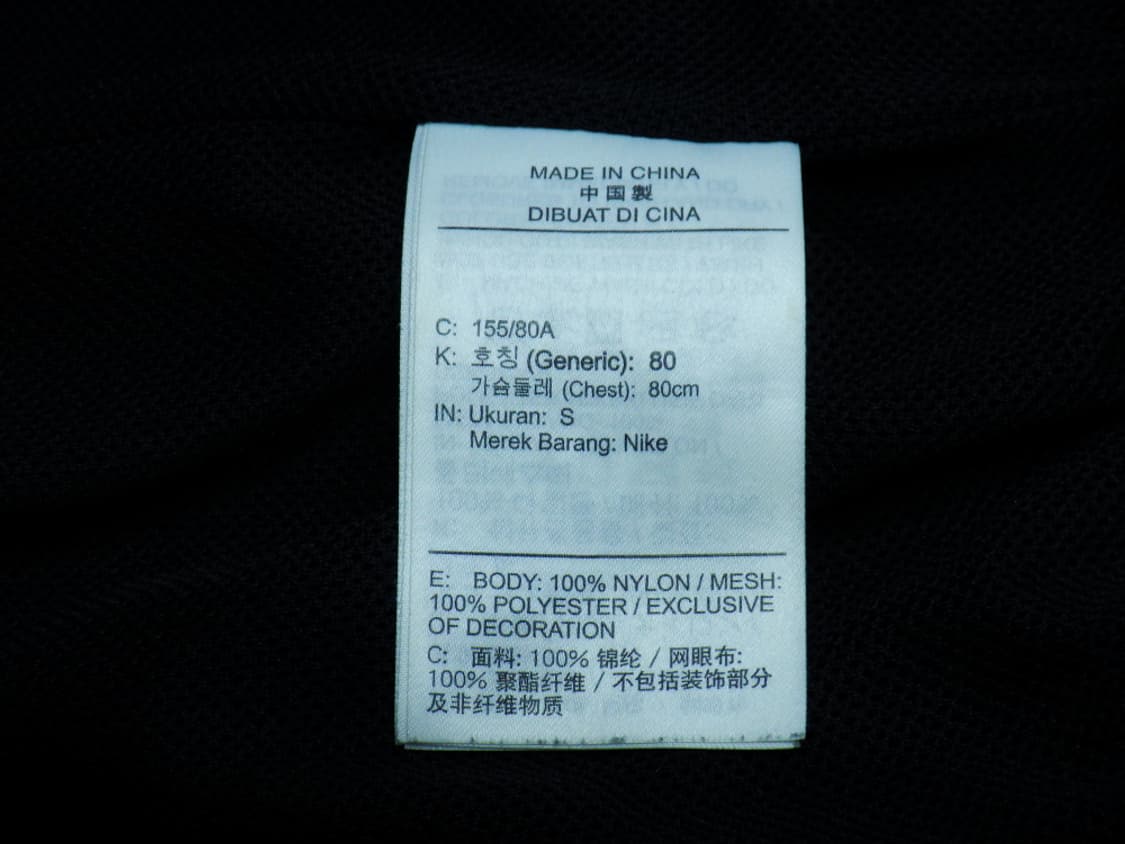 MADE IN CHINA
中国製
DIBUAT DI CINA
C: 155/80A
K: 호칭 (Generic): 80
가슴둘레 (Chest): 80cm
IN: Ukuran: S
Merek Barang: Nike
E: BODY: 100% NYLON / MESH:
100% POLYESTER / EXCLUSIVE
OF DECORATION
C: 面料: 100% 锦纶 / 网眼布:
100% 聚酯纤维 / 不包括装饰部分
及非纤维物质